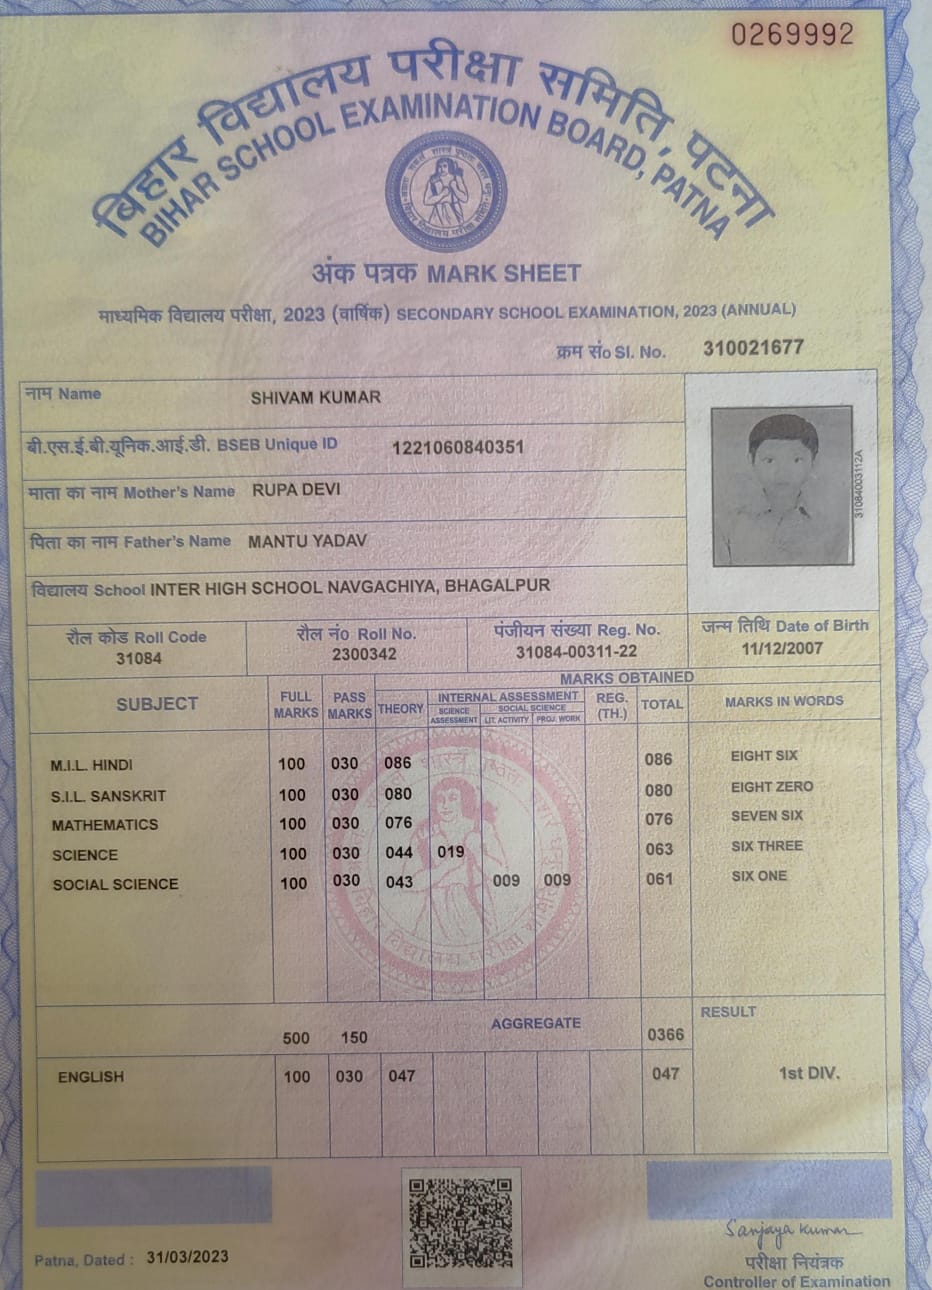 0269992
बिहार विद्यालय परीक्षा समिति, पटना
BIHAR SCHOOL EXAMINATION BOARD, PATNA
अंक पत्रक MARK SHEET
माध्यमिक विद्यालय परीक्षा, 2023 (वार्षिक) SECONDARY SCHOOL EXAMINATION, 2023 (ANNUAL)
क्रम सं० Sl. No. 310021677
नाम Name SHIVAM KUMAR
बी.एस.ई.बी.यूनिक.आई.डी. BSEB Unique ID 1221060840351
माता का नाम Mother's Name RUPA DEVI
पिता का नाम Father's Name MANTU YADAV
31084003112A
विद्यालय School INTER HIGH SCHOOL NAVGACHIYA, BHAGALPUR
रौल कोड Roll Code रौल नं० Roll No. पंजीयन संख्या Reg. No. जन्म तिथि Date of Birth
31084 2300342 31084-00311-22 11/12/2007
MARKS OBTAINED
SUBJECT FULL MARKS PASS MARKS THEORY INTERNAL ASSESSMENT REG. (TH.) TOTAL MARKS IN WORDS
SCIENCE ASSESSMENT SOCIAL SCIENCE
LIT. ACTIVITY PROJ. WORK
M.I.L. HINDI 100 030 086 086 EIGHT SIX
S.I.L. SANSKRIT 100 030 080 080 EIGHT ZERO
MATHEMATICS 100 030 076 076 SEVEN SIX
SCIENCE 100 030 044 019 063 SIX THREE
SOCIAL SCIENCE 100 030 043 009 009 061 SIX ONE
बिहार विद्यालय परीक्षा समिति
500 150 AGGREGATE 0366 RESULT
ENGLISH 100 030 047 047 1st DIV.
Sanjaya Kumar
Patna, Dated : 31/03/2023
परीक्षा नियंत्रक
Controller of Examination